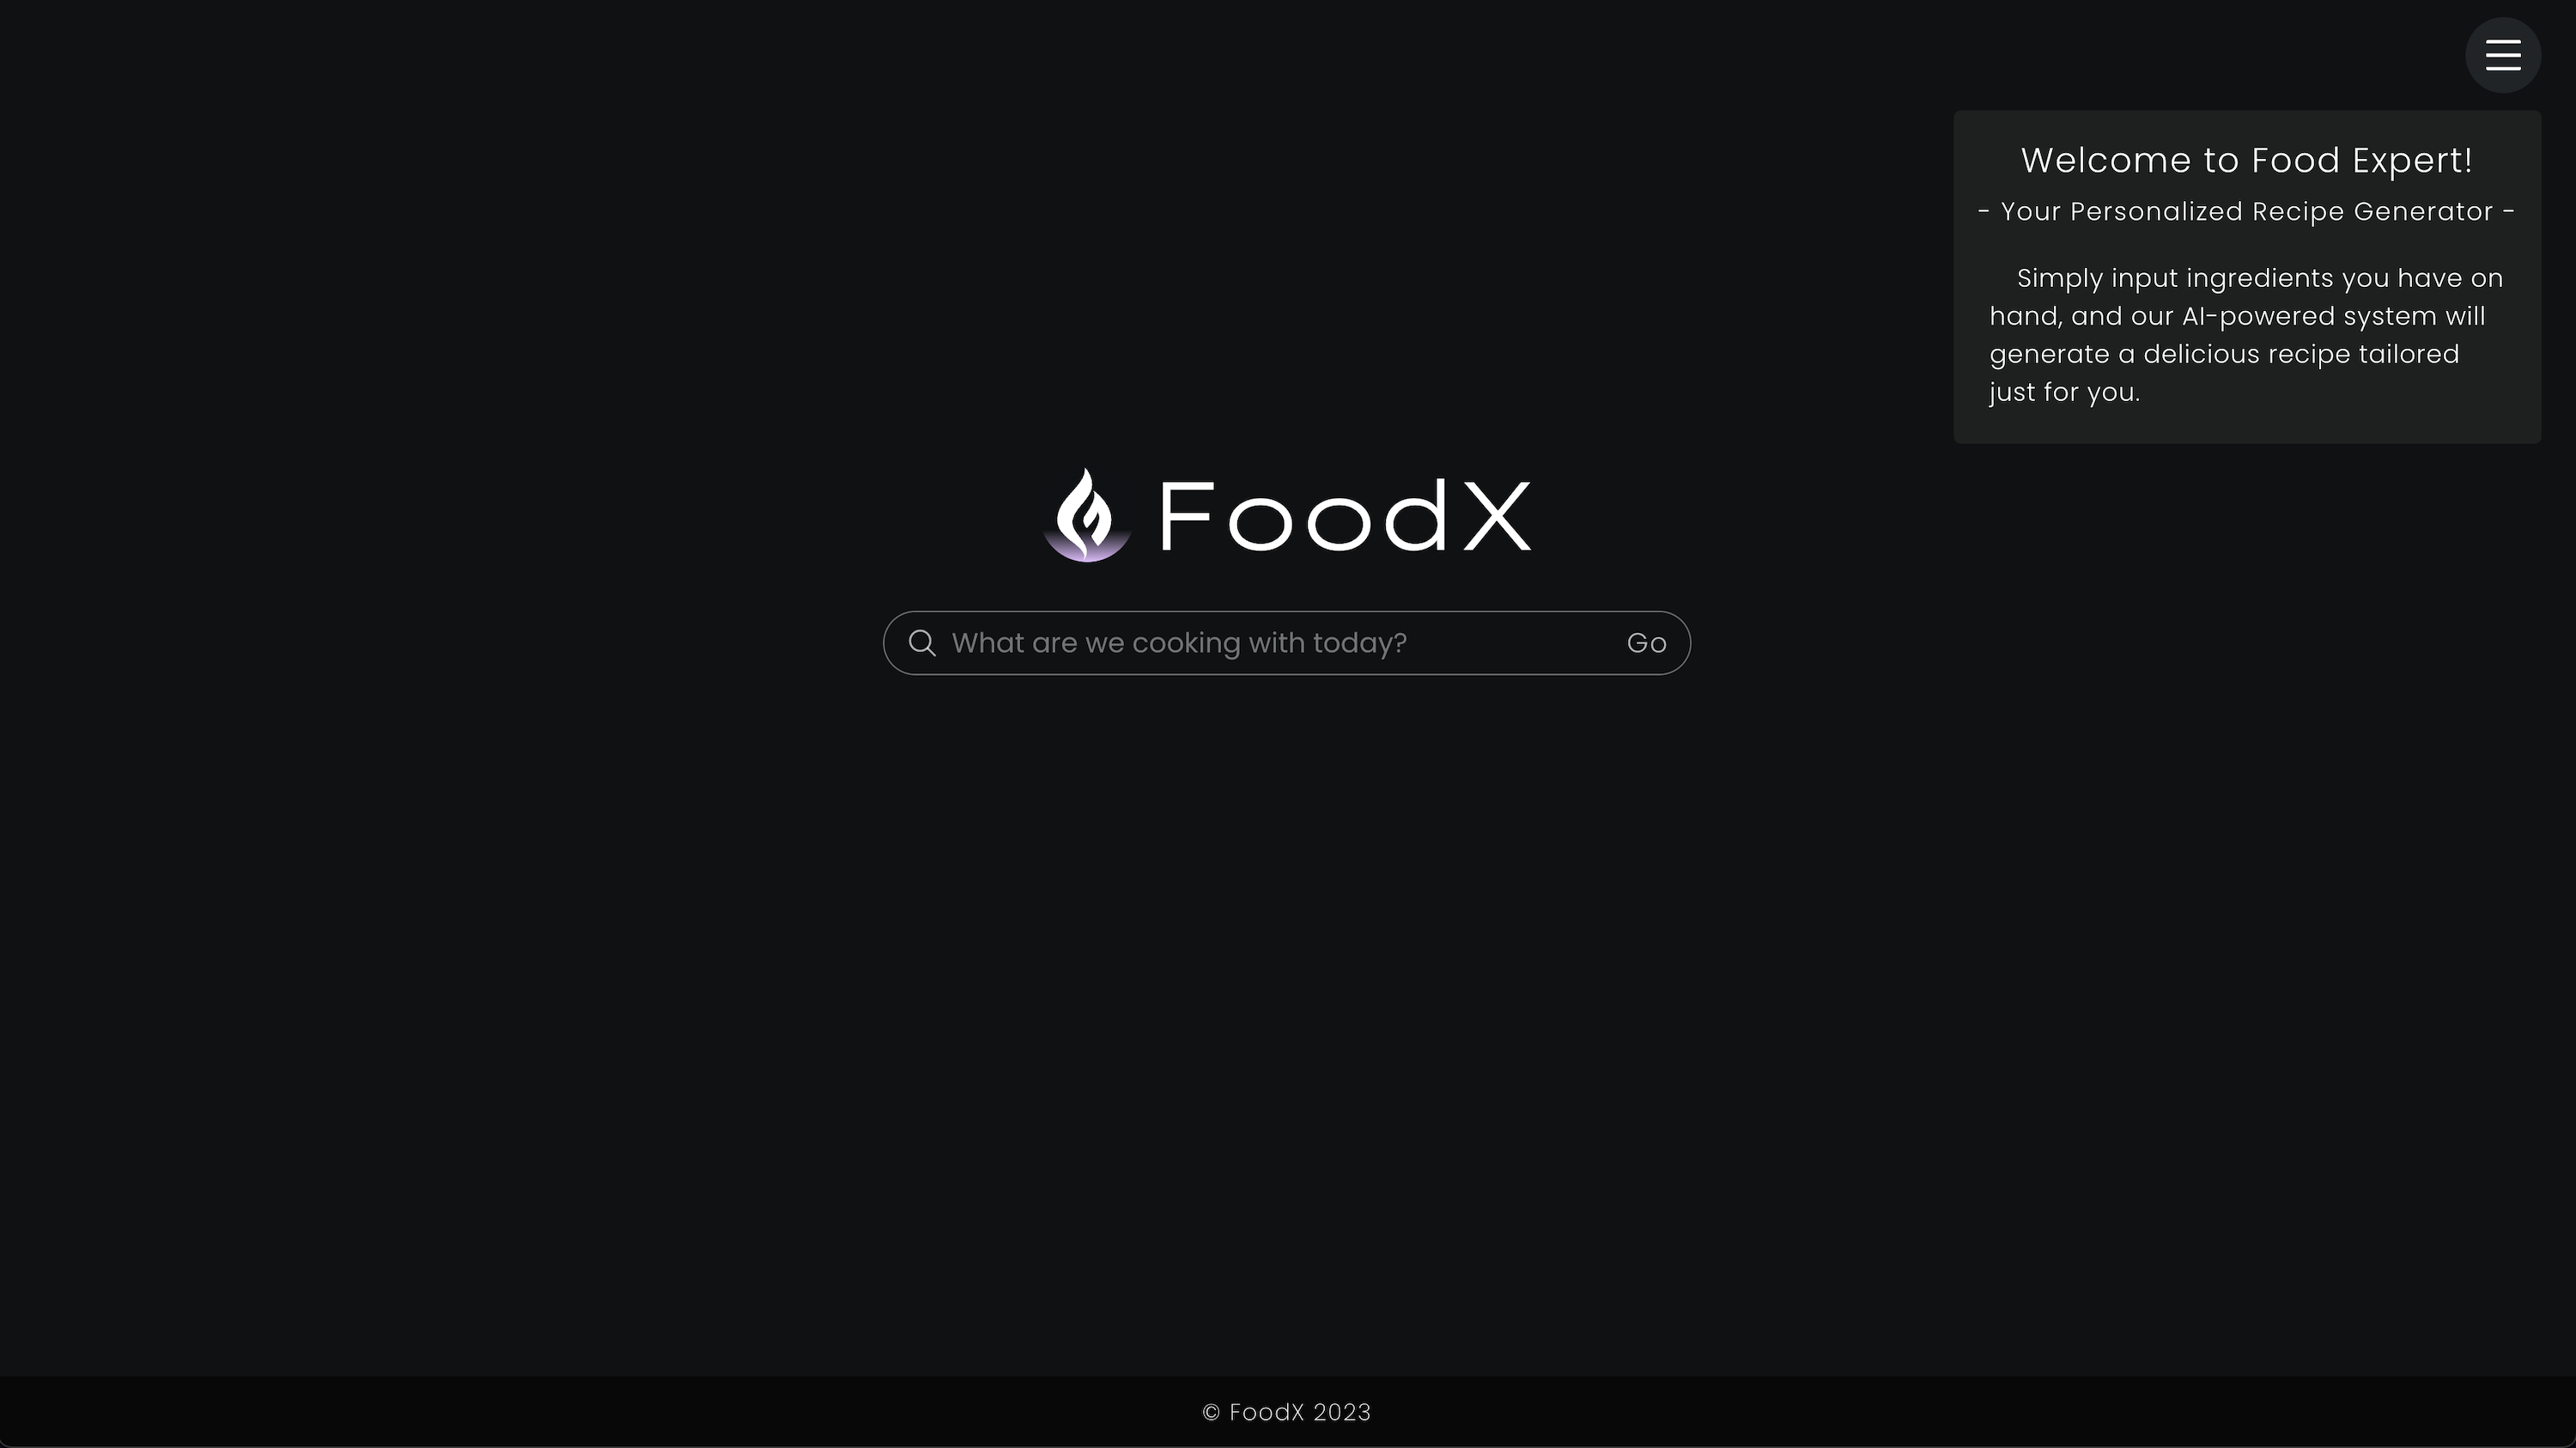 Welcome to Food Expert!
- Your Personalized Recipe Generator -
Simply input ingredients you have on
hand, and our AI-powered system will
generate a delicious recipe tailored
just for you.
FoodX
What are we cooking with today?
Go
© FoodX 2023